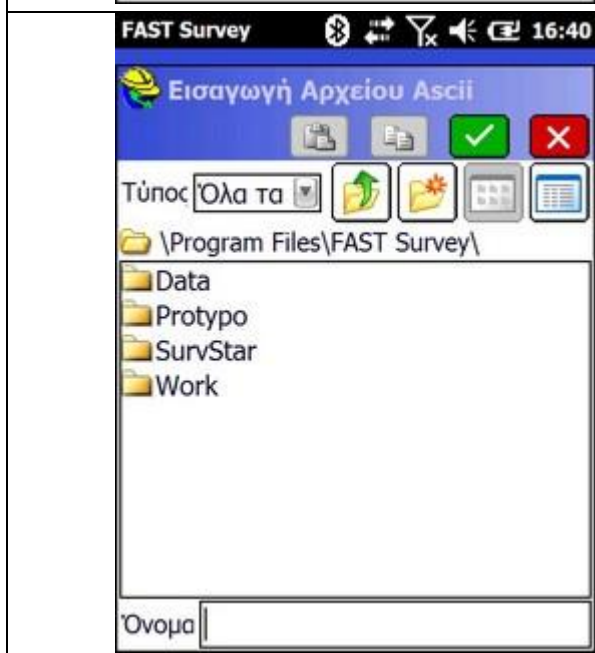 FAST Survey 16:40
Εισαγωγή Αρχείου Ascii
Τύπος Όλα τα
\Program Files\FAST Survey\
Data
Protypo
SurvStar
Work
Όνομα